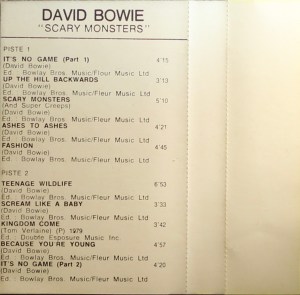 DAVID BOWIE
"SCARY MONSTERS"
PISTE 1
IT'S NO GAME (Part 1) 4'15
(David Bowie)
Ed : Bowlay Bros. Music/Fleur Music Ltd
UP THE HILL BACKWARDS 3'13
(David Bowie)
Ed : Bowlay Bros. Music/Fleur Music Ltd
SCARY MONSTERS 5'10
(And Super Creeps)
(David Bowie)
Ed : Bowlay Bros. Music/Fleur Music Ltd
ASHES TO ASHES 4'21
(David Bowie)
Ed : Bowlay Bros. Music/Fleur Music Ltd
FASHION 4'45
(David Bowie)
Ed : Bowlay Bros. Music/Fleur Music Ltd
PISTE 2
TEENAGE WILDLIFE 6'53
(David Bowie)
Ed : Bewlay Bros. Music/Fleur Music Ltd
SCREAM LIKE A BABY 3'33
(David Bowie)
Ed : Bewlay Bros. Music/Fleur Music Ltd
KINGDOM COME 3'42
(Tom Verlaine) (P) 1979
Ed : Double Exposure Music Inc.
BECAUSE YOU'RE YOUNG 4'57
(David Bowie)
Ed : Bewlay Bros. Music/Fleur Music Ltd
IT'S NO GAME (Part 2) 4'20
(David Bowie)
Ed : Bewlay Bros. Music/Fleur Music Ltd